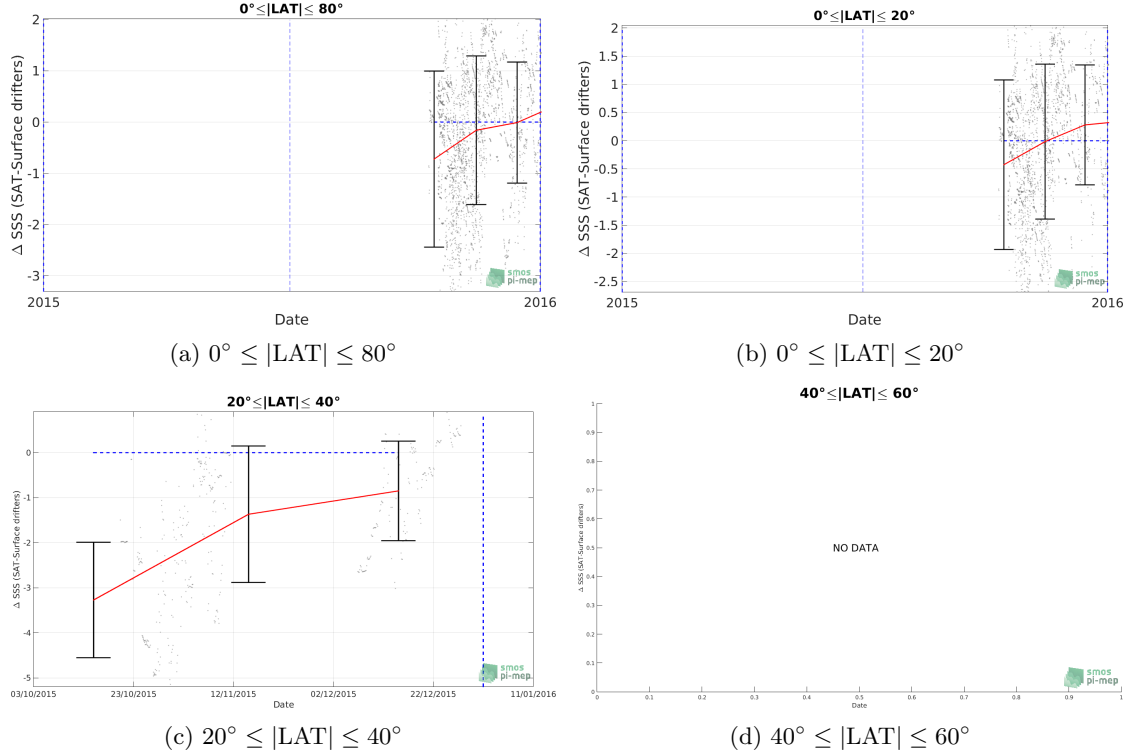 0°≤|LAT|≤ 80°
2
1
0
-1
-2
-3
Δ SSS (SAT-Surface drifters)
2015
2016
Date
smos
pi-mep
(a) 0° ≤ |LAT| ≤ 80°
0°≤|LAT|≤ 20°
2
1.5
1
0.5
0
-0.5
-1
-1.5
-2
-2.5
Δ SSS (SAT-Surface drifters)
2015
2016
Date
smos
pi-mep
(b) 0° ≤ |LAT| ≤ 20°
20°≤|LAT|≤ 40°
0
-1
-2
-3
-4
-5
Δ SSS (SAT-Surface drifters)
03/10/2015
23/10/2015
12/11/2015
02/12/2015
22/12/2015
11/01/2016
Date
smos
pi-mep
(c) 20° ≤ |LAT| ≤ 40°
40°≤|LAT|≤ 60°
1
0.9
0.8
0.7
0.6
0.5
0.4
0.3
0.2
0.1
0
Δ SSS (SAT-Surface drifters)
NO DATA
0
0.1
0.2
0.3
0.4
0.5
0.6
0.7
0.8
0.9
1
Date
smos
pi-mep
(d) 40° ≤ |LAT| ≤ 60°